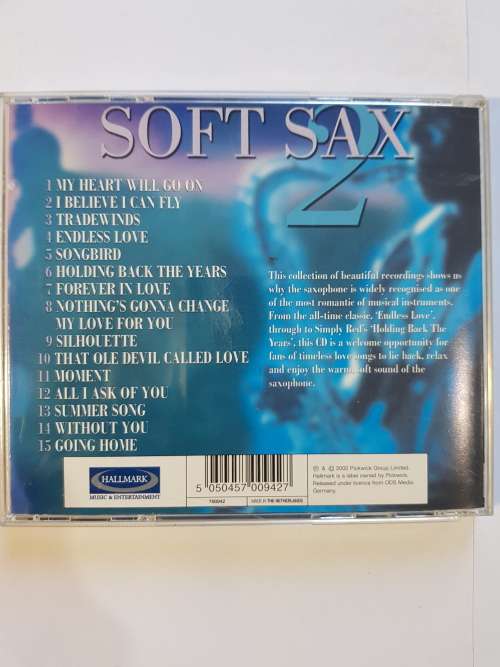 SOFT SAX
2
1 MY HEART WILL GO ON
2 I BELIEVE I CAN FLY
3 TRADEWINDS
4 ENDLESS LOVE
5 SONGBIRD
6 HOLDING BACK THE YEARS
7 FOREVER IN LOVE
8 NOTHING'S GONNA CHANGE
MY LOVE FOR YOU
9 SILHOUETTE
10 THAT OLE DEVIL CALLED LOVE
11 MOMENT
12 ALL I ASK OF YOU
13 SUMMER SONG
14 WITHOUT YOU
15 GOING HOME
This collection of beautiful recordings shows us
why the saxophone is widely recognised as one
of the most romantic of musical instruments.
From the all-time classic, 'Endless Love',
through to Simply Red's 'Holding Back The
Years', this CD is a welcome opportunity for
fans of timeless love songs to lie back, relax
and enjoy the warm soft sound of the
saxophone.
HALLMARK
MUSIC & ENTERTAINMENT
5 050457 009427
MADE IN THE NETHERLANDS
℗ & © 2002 Pickwick Group Limited.
Hallmark is a label owned by Pickwick.
Released under licence from ODS Media
Germany.